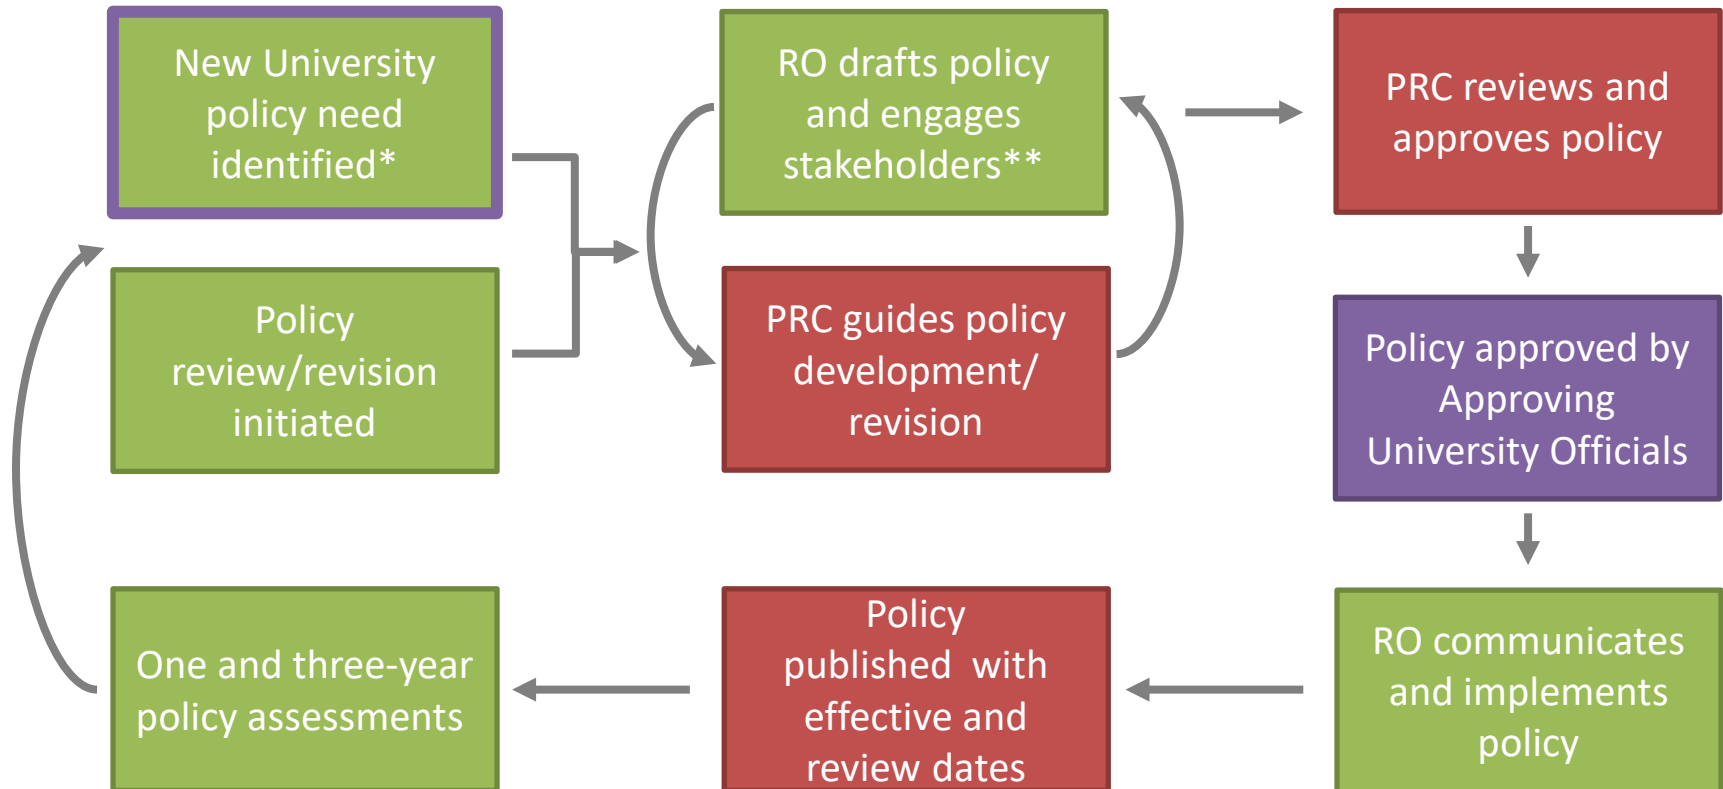 New University
policy need
identified*
Policy
review/revision
initiated
RO drafts policy
and engages
stakeholders**
PRC guides policy
development/
revision
PRC reviews and
approves policy
Policy approved by
Approving
University Officials
RO communicates
and implements
policy
Policy
published  with
effective and
review dates
One and three-year
policy assessments